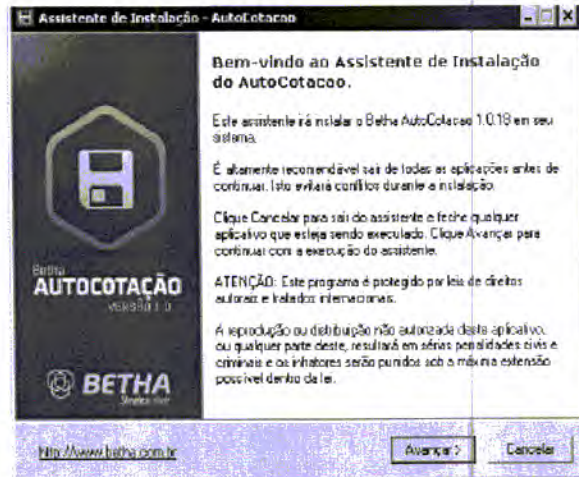 Assistente de Instalação - AutoCotacao
Bem-vindo ao Assistente de Instalação
do AutoCotacao.
Este assistente irá instalar o Betha AutoCotacao 1.0.18 em seu
sistema.
É altamente recomendável sair de todas as aplicações antes de
continuar. Isto evitará conflitos durante a instalação.
Clique Cancelar para sair do assistente e feche qualquer
aplicativo que esteja sendo executado. Clique Avançar para
continuar com a execução do assistente.
ATENÇÃO: Este programa é protegido por leis de direitos
autorais e tratados internacionais.
A reprodução ou distribuição não autorizada deste aplicativo,
ou qualquer parte deste, resultará em sérias penalidades civis e
criminais e os infratores serão punidos sob a máxima extensão
possível dentro da lei.
Betha
AUTOCOTAÇÃO
VERSÃO 1.0
BETHA
http://www.betha.com.br
Avançar >
Cancelar